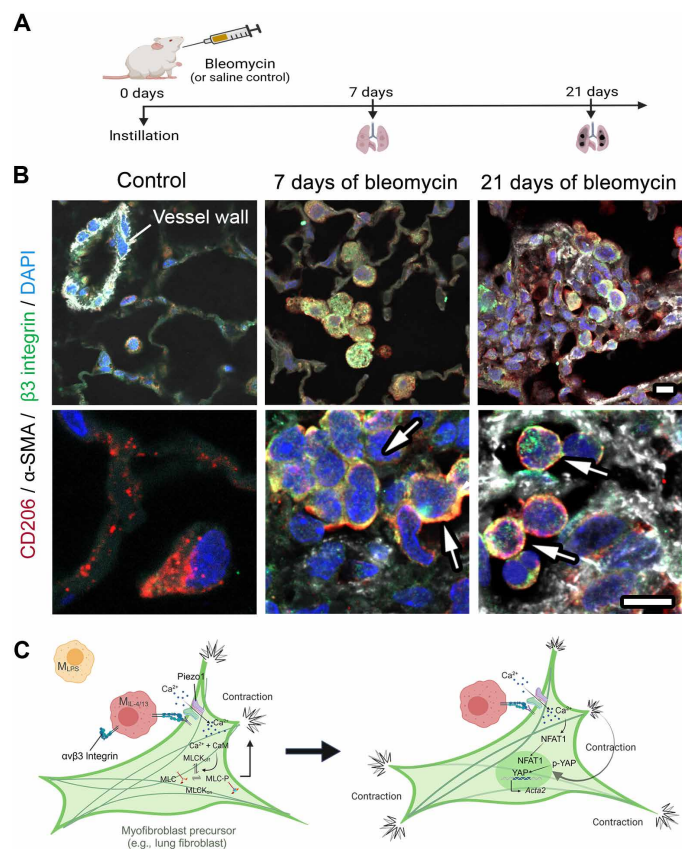 A
Bleomycin
(or saline control)
0 days
7 days
21 days
Instillation
B
Control
7 days of bleomycin
21 days of bleomycin
Vessel wall
CD206 / α-SMA / β3 integrin / DAPI
C
MLPS
MIL-4/13
Piezo1
Ca2+
Contraction
Ca2+
αvβ3 Integrin
Ca2+ + CaM
MLC
MLC-P
Myofibroblast precursor
(e.g., lung fibroblast)
Ca2+
Ca2+
NFAT1
Contraction
NFAT1
p-YAP
YAP
Acta2
Contraction
Contraction